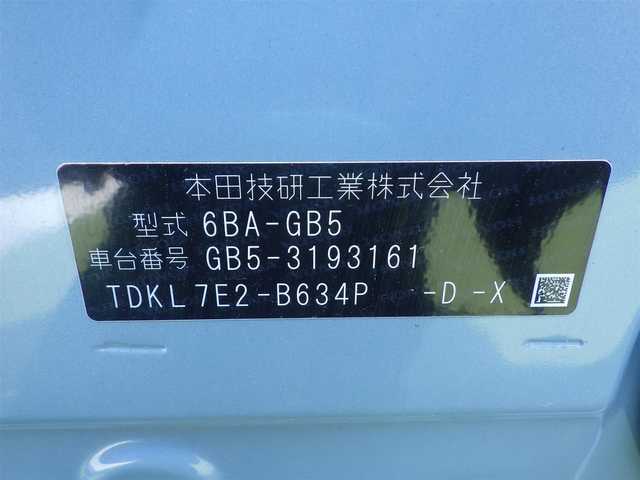 本田技研工業株式会社
型式 6BA-GB5
車台番号 GB5-3193161
TDKL7E2-B634P -D -X